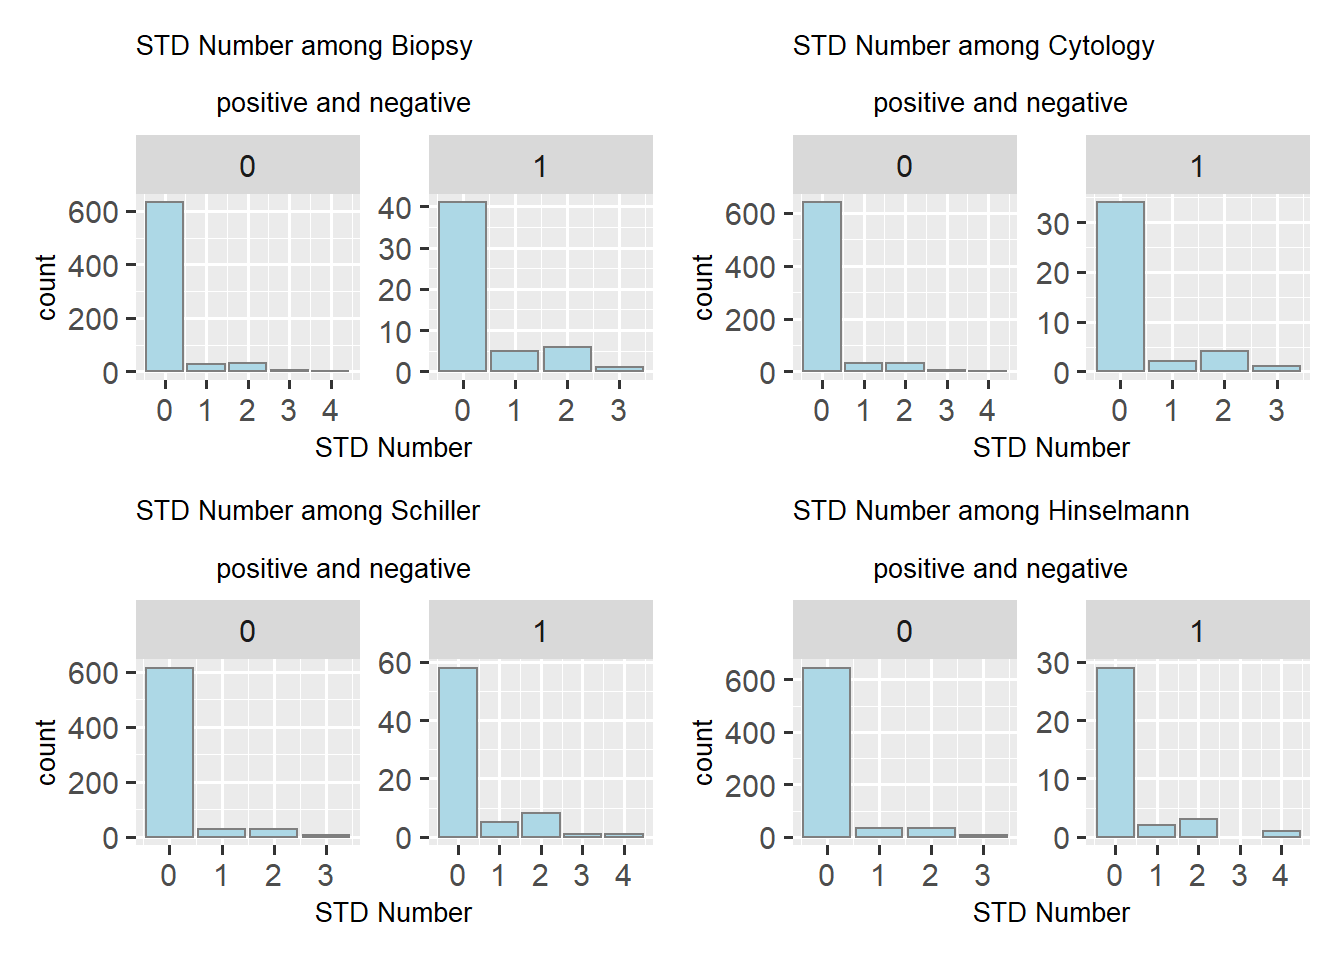 STD Number among Biopsy
positive and negative
0 1
count
600
400
200
0
40
30
20
10
0
0 1 2 3 4
0 1 2 3
STD Number
STD Number among Cytology
positive and negative
0 1
count
600
400
200
0
30
20
10
0
0 1 2 3 4
0 1 2 3
STD Number
STD Number among Schiller
positive and negative
0 1
count
600
400
200
0
60
40
20
0
0 1 2 3
0 1 2 3 4
STD Number
STD Number among Hinselmann
positive and negative
0 1
count
600
400
200
0
30
20
10
0
0 1 2 3
0 1 2 3 4
STD Number